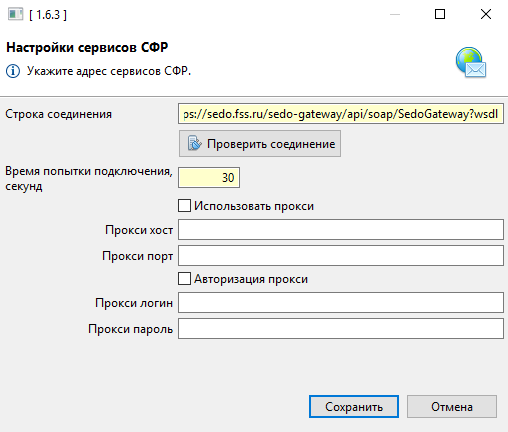 [ 1.6.3 ]
Настройки сервисов СФР
Укажите адрес сервисов СФР.
Строка соединения
ps://sedo.fss.ru/sedo-gateway/api/soap/SedoGateway?wsdl
Проверить соединение
Время попытки подключения,
секунд
30
Использовать прокси
Прокси хост
Прокси порт
Авторизация прокси
Прокси логин
Прокси пароль
Сохранить
Отмена